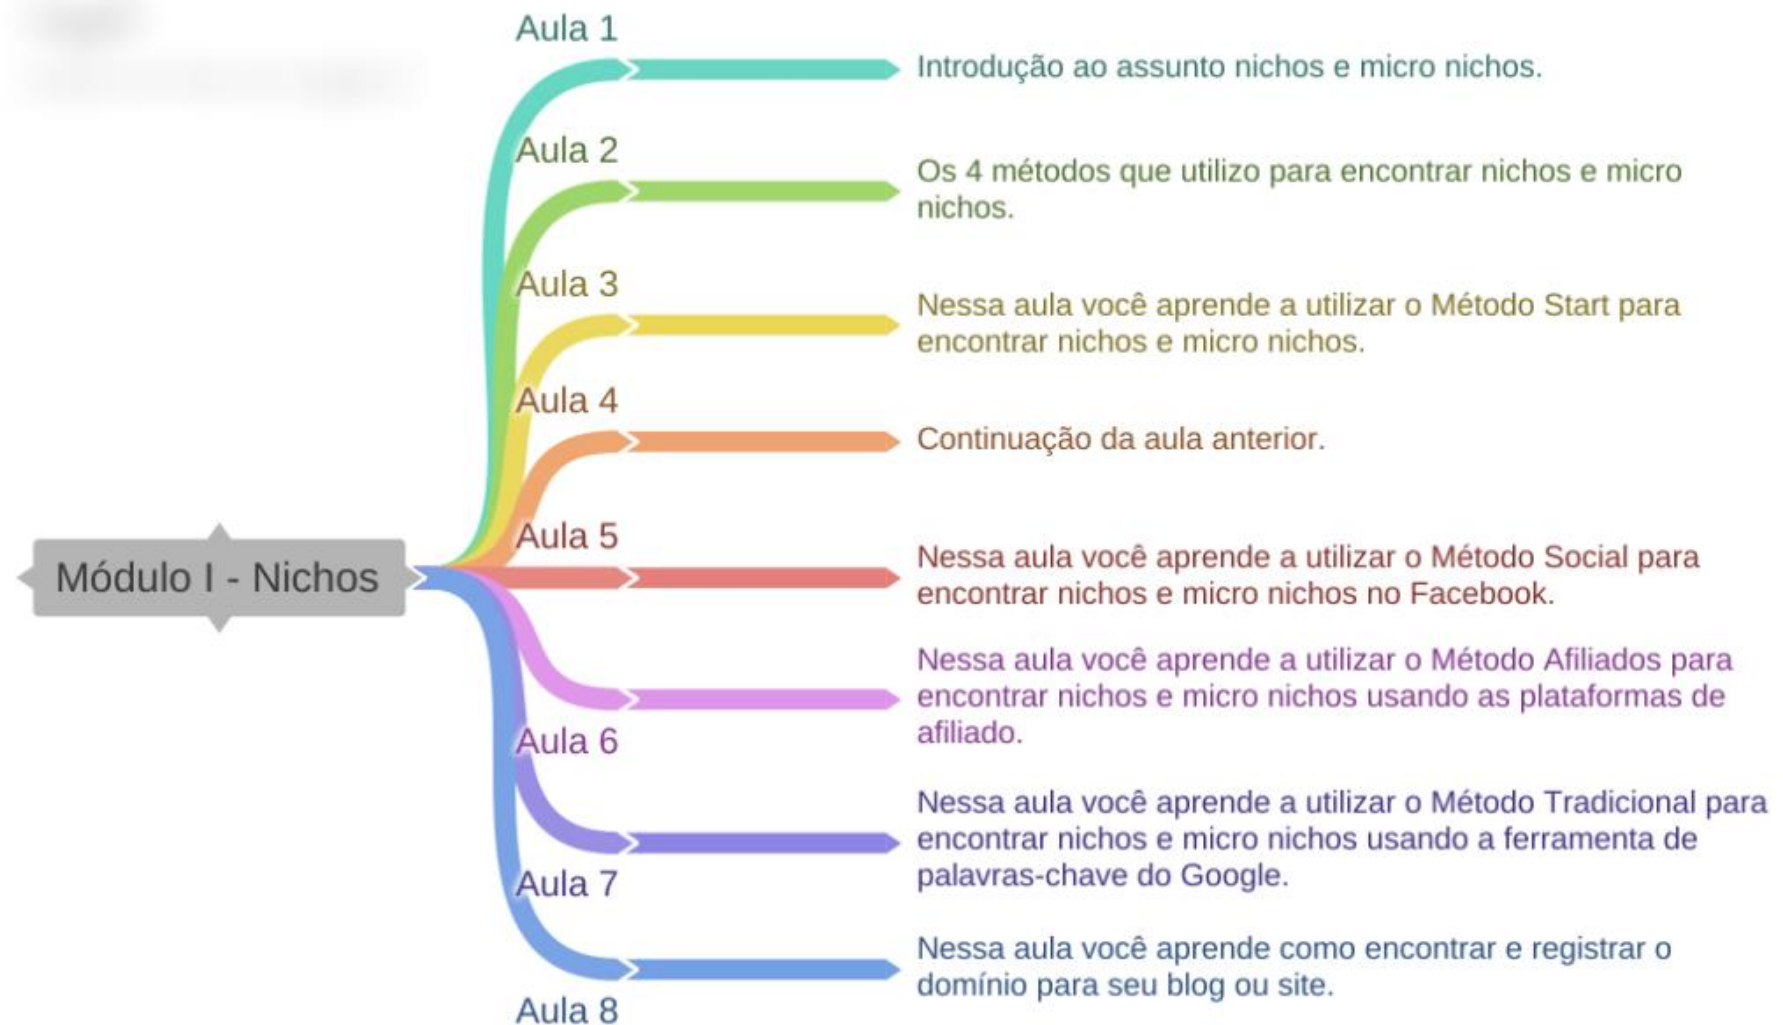 Aula 1
Introdução ao assunto nichos e micro nichos.
Aula 2
Os 4 métodos que utilizo para encontrar nichos e micro
nichos.
Aula 3
Nessa aula você aprende a utilizar o Método Start para
encontrar nichos e micro nichos.
Aula 4
Continuação da aula anterior.
Módulo I - Nichos
Aula 5
Nessa aula você aprende a utilizar o Método Social para
encontrar nichos e micro nichos no Facebook.
Aula 6
Nessa aula você aprende a utilizar o Método Afiliados para
encontrar nichos e micro nichos usando as plataformas de
afiliado.
Aula 7
Nessa aula você aprende a utilizar o Método Tradicional para
encontrar nichos e micro nichos usando a ferramenta de
palavras-chave do Google.
Aula 8
Nessa aula você aprende como encontrar e registrar o
domínio para seu blog ou site.